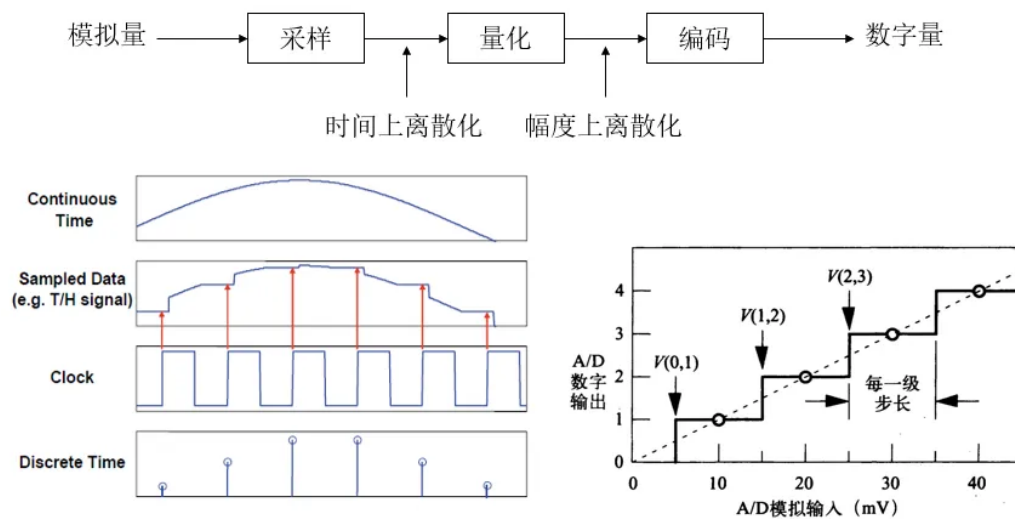 模拟量
采样
量化
编码
数字量
时间上离散化
幅度上离散化
Continuous
Time
Sampled Data
(e.g. T/H signal)
Clock
Discrete Time
A/D
数字
输出
4
3
2
1
0
V(0,1)
V(1,2)
V(2,3)
每一级
步长
0
10
20
30
40
A/D模拟输入（mV）